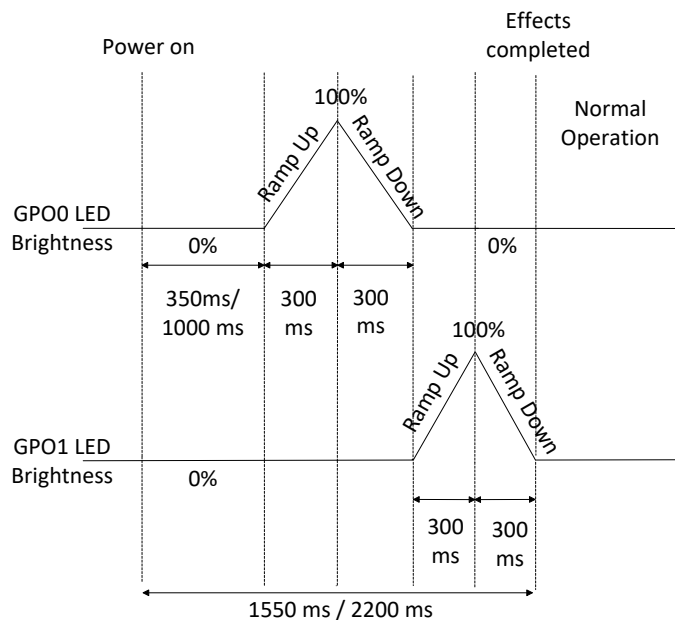 Power on
Effects
completed
Normal
Operation
100%
Ramp Up
Ramp Down
GPO0 LED
Brightness
0%
0%
350ms/
1000 ms
300
ms
300
ms
100%
Ramp Up
Ramp Down
GPO1 LED
Brightness
0%
300
ms
300
ms
1550 ms / 2200 ms